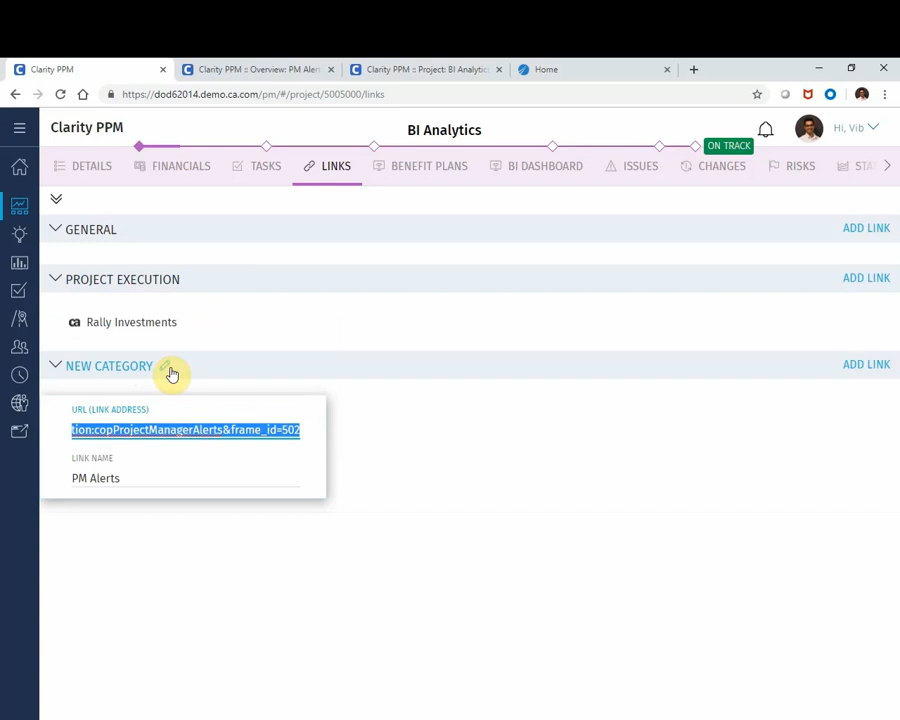 Clarity PPM
Clarity PPM :: Overview: PM Alert
Clarity PPM :: Project: BI Analytics
Home
https://dod62014.demo.ca.com/pm/#/project/5005000/links
Clarity PPM
BI Analytics
ON TRACK
Hi, Vib
DETAILS
FINANCIALS
TASKS
LINKS
BENEFIT PLANS
BI DASHBOARD
ISSUES
CHANGES
RISKS
GENERAL
ADD LINK
PROJECT EXECUTION
ADD LINK
ca Rally Investments
NEW CATEGORY
ADD LINK
URL (LINK ADDRESS)
tion:copProjectManagerAlerts&frame_id=502
LINK NAME
PM Alerts